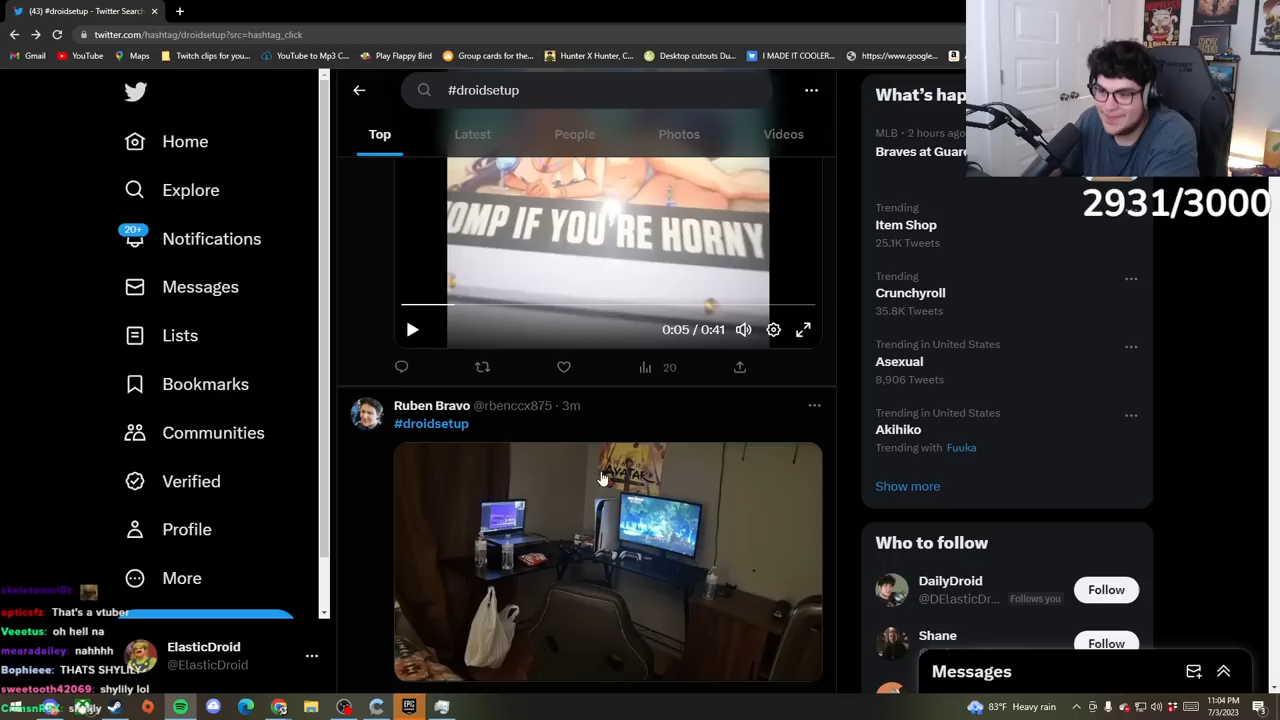 (43) #droidsetup - Twitter Searc
twitter.com/hashtag/droidsetup?src=hashtag_click
Gmail
YouTube
Maps
Twitch clips for you...
YouTube to Mp3 C...
Play Flappy Bird
Group cards for the...
Hunter X Hunter, C...
Desktop cutouts Du...
I MADE IT COOLER...
https://www.google...
#droidsetup
Top
Latest
People
Photos
Videos
Home
Explore
20+
Notifications
Messages
Lists
Bookmarks
Communities
Verified
Profile
More
ElasticDroid
@ElasticDroid
OMP IF YOU'RE HORNY
0:05 / 0:41
20
Ruben Bravo @rbenccx875 · 3m
#droidsetup
AVATAR
What's hap
MLB · 2 hours ago
Braves at Guar
2931/3000
Trending
Item Shop
25.1K Tweets
Trending
Crunchyroll
35.8K Tweets
Trending in United States
Asexual
8,906 Tweets
Trending in United States
Akihiko
Trending with Fuuka
Show more
Who to follow
DailyDroid
@DElasticDr... Follows you
Follow
Shane
Follow
Messages
opticsfz: That's a vtuber
Veeetus: oh hell na
mearadailey: nahhhh
Bophieee: THATS SHYLILY
sweetooth42069: shylily lol
83°F Heavy rain
11:04 PM
7/3/2023